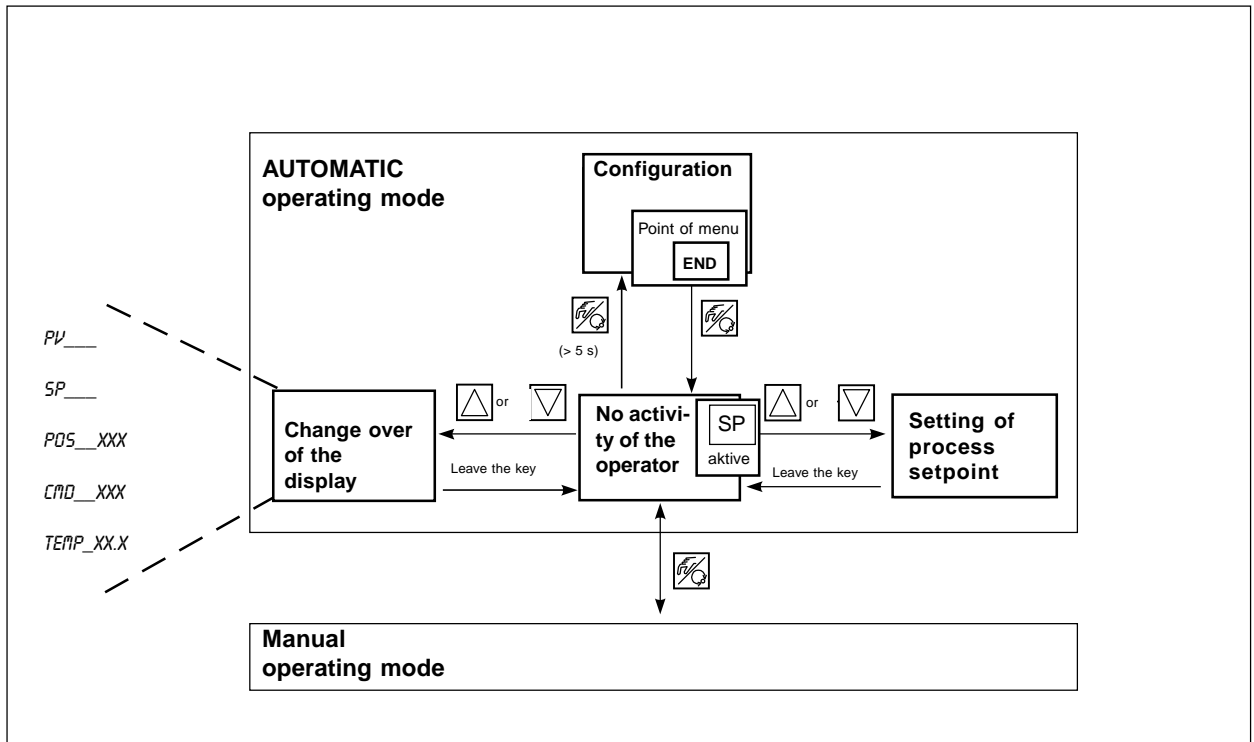 AUTOMATIC
operating mode
Configuration
Point of menu
END
(> 5 s)
PV___
SP___
POS__XXX
CMD__XXX
TEMP_XX.X
Change over
of the
display
or
Leave the key
No activi-
ty of the
operator
SP
aktive
or
Leave the key
Setting of
process
setpoint
Manual
operating mode